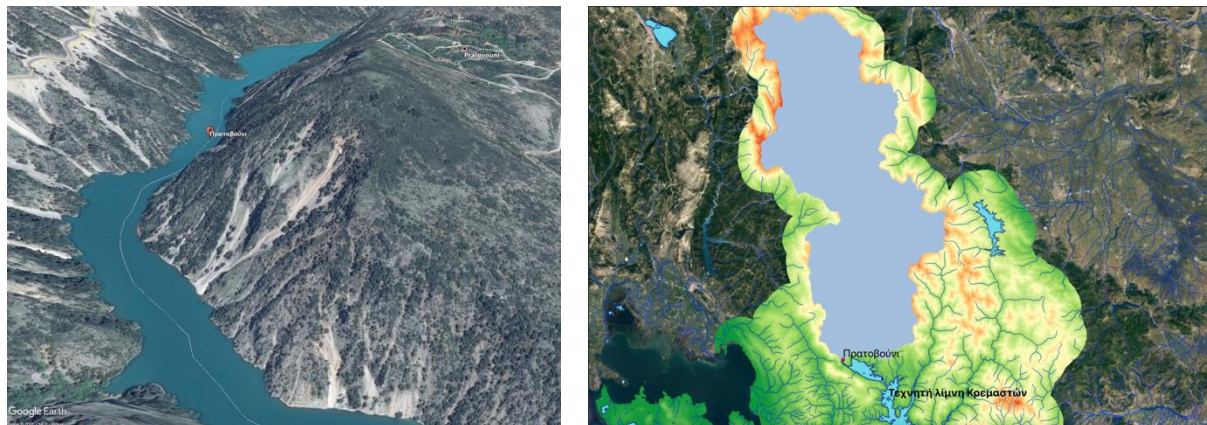 Pratovouni
Πρατοβούνι
Google Earth
Πρατοβούνι
Τεχνητή λίμνη Κρεμαστών